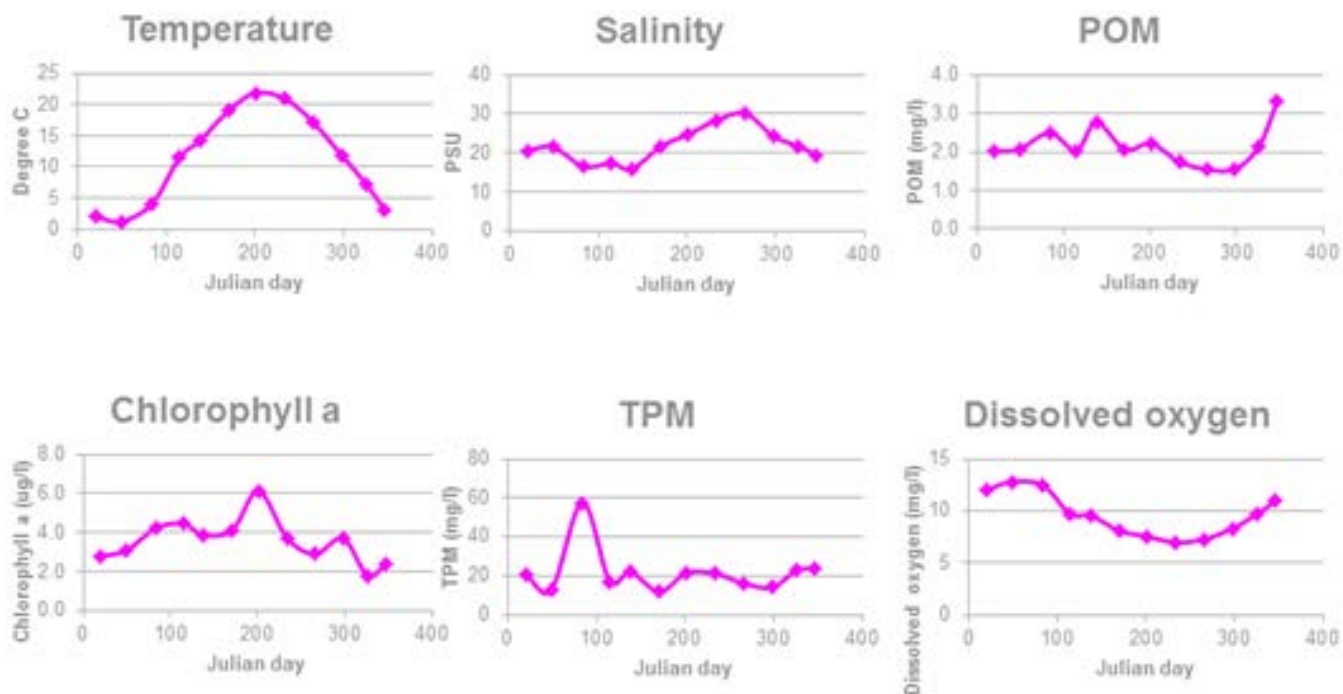 Temperature
Degree C
25
20
15
10
5
0
0 100 200 300 400
Julian day
Salinity
PSU
40
30
20
10
0
0 100 200 300 400
Julian day
POM
POM (mg/l)
4.0
3.0
2.0
1.0
0.0
0 100 200 300 400
Julian day
Chlorophyll a
Chlorophyll a (ug/l)
8.0
6.0
4.0
2.0
0.0
0 100 200 300 400
Julian day
TPM
TPM (mg/l)
80
60
40
20
0
0 100 200 300 400
Julian day
Dissolved oxygen
Dissolved oxygen (mg/l)
15
10
5
0
0 100 200 300 400
Julian day